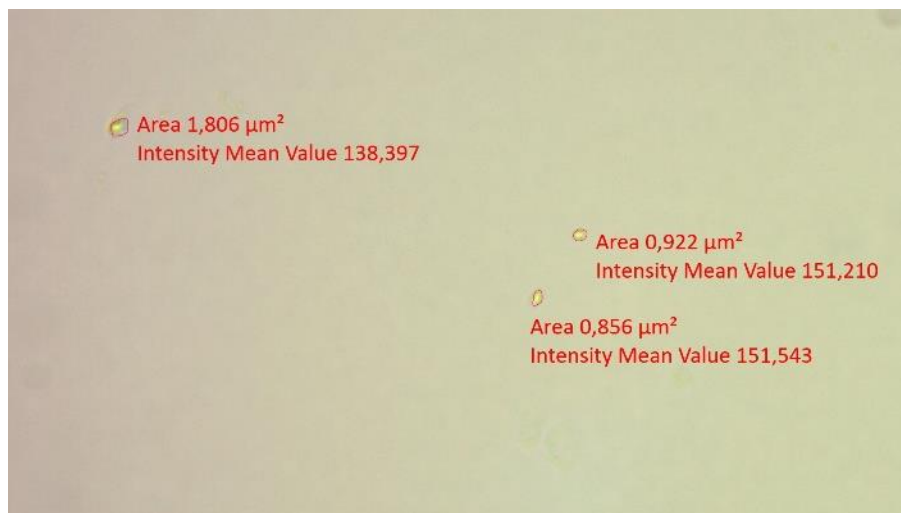 Area 1,806 µm²
Intensity Mean Value 138,397
Area 0,922 µm²
Intensity Mean Value 151,210
Area 0,856 µm²
Intensity Mean Value 151,543